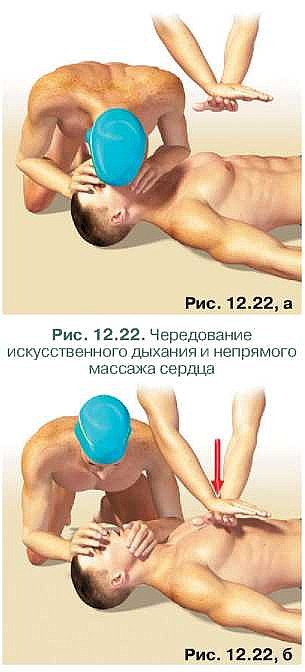 Рис. 12.22, а
Рис. 12.22. Чередование
искусственного дыхания и непрямого
массажа сердца
Рис. 12.22, б